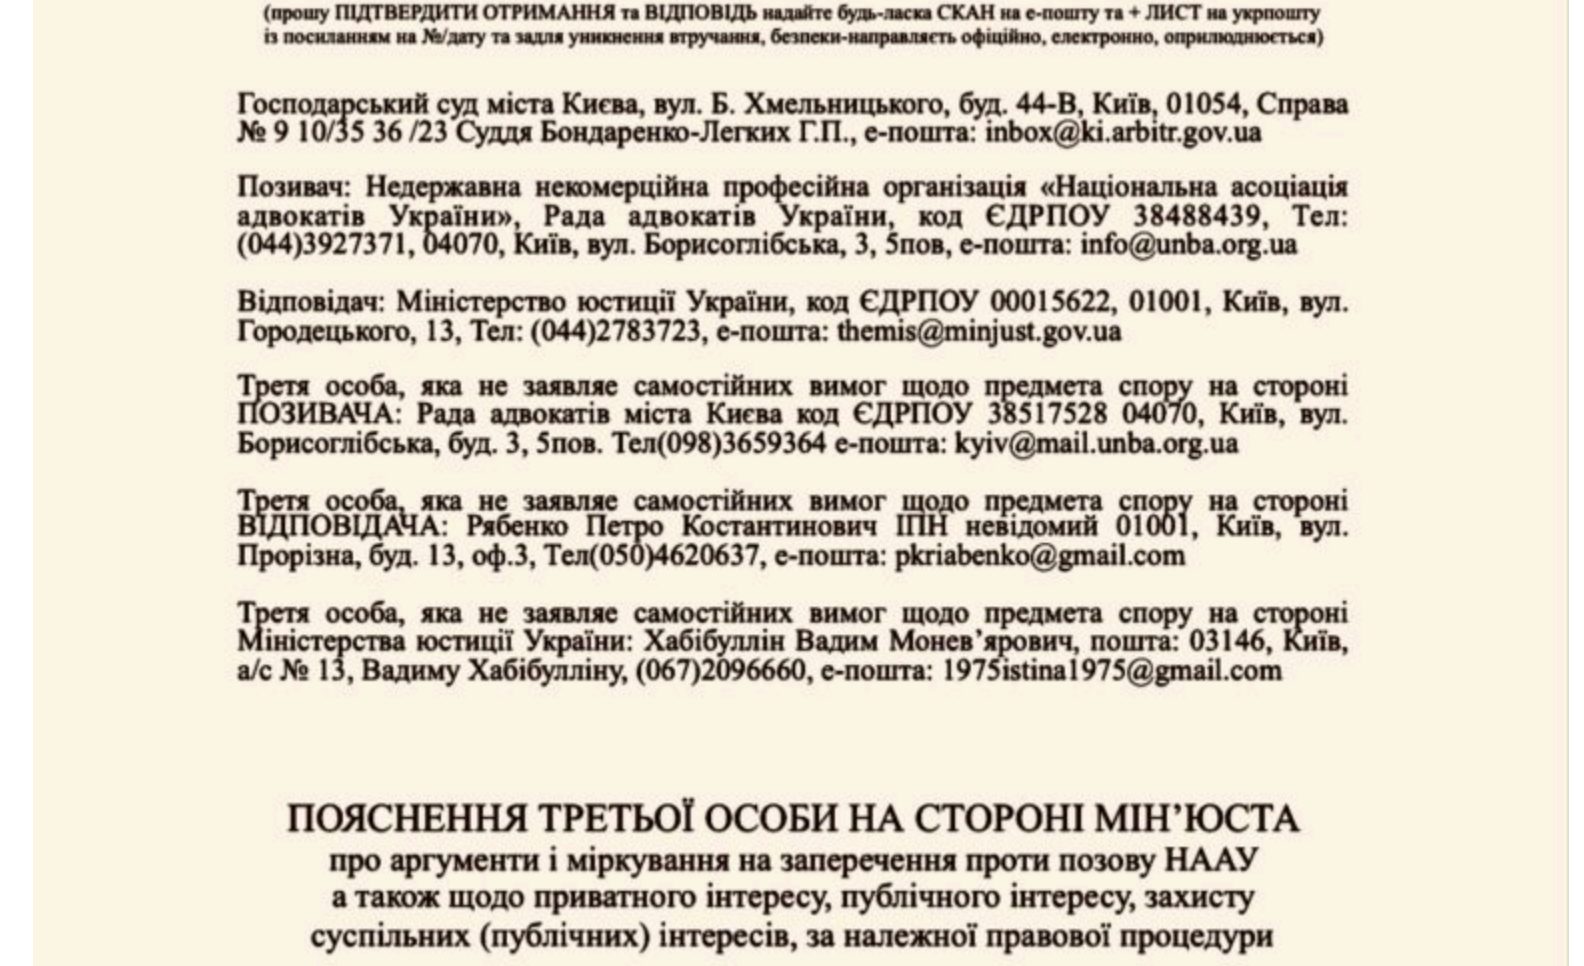 (прошу ПІДТВЕРДИТИ ОТРИМАННЯ та ВІДПОВІДЬ надайте будь-ласка СКАН на е-пошту та + ЛИСТ на укрпошту
із посиланням на №/дату та задля уникнення втручання, безпеки-направляєть офіційно, електронно, оприлюднюється)
Господарський суд міста Києва, вул. Б. Хмельницького, буд. 44-В, Київ, 01054, Справа
№ 9 10/35 36 /23 Суддя Бондаренко-Легких Г.П., е-пошта: inbox@ki.arbitr.gov.ua
Позивач: Недержавна некомерційна професійна організація «Національна асоціація
адвокатів України», Рада адвокатів України, код ЄДРПОУ 38488439, Тел:
(044)3927371, 04070, Київ, вул. Борисоглібська, 3, 5пов, е-пошта: info@unba.org.ua
Відповідач: Міністерство юстиції України, код ЄДРПОУ 00015622, 01001, Київ, вул.
Городецького, 13, Тел: (044)2783723, е-пошта: themis@minjust.gov.ua
Третя особа, яка не заявляє самостійних вимог щодо предмета спору на стороні
ПОЗИВАЧА: Рада адвокатів міста Києва код ЄДРПОУ 38517528 04070, Київ, вул.
Борисоглібська, буд. 3, 5пов. Тел(098)3659364 е-пошта: kyiv@mail.unba.org.ua
Третя особа, яка не заявляє самостійних вимог щодо предмета спору на стороні
ВІДПОВІДАЧА: Рябенко Петро Костантинович ІПН невідомий 01001, Київ, вул.
Прорізна, буд. 13, оф.3, Тел(050)4620637, е-пошта: pkriabenko@gmail.com
Третя особа, яка не заявляє самостійних вимог щодо предмета спору на стороні
Міністерства юстиції України: Хабібуллін Вадим Монев’ярович, пошта: 03146, Київ,
а/с № 13, Вадиму Хабібулліну, (067)2096660, е-пошта: 1975istina1975@gmail.com
ПОЯСНЕННЯ ТРЕТЬОЇ ОСОБИ НА СТОРОНІ МІН’ЮСТА
про аргументи і міркування на заперечення проти позову НААУ
а також щодо приватного інтересу, публічного інтересу, захисту
суспільних (публічних) інтересів, за належної правової процедури